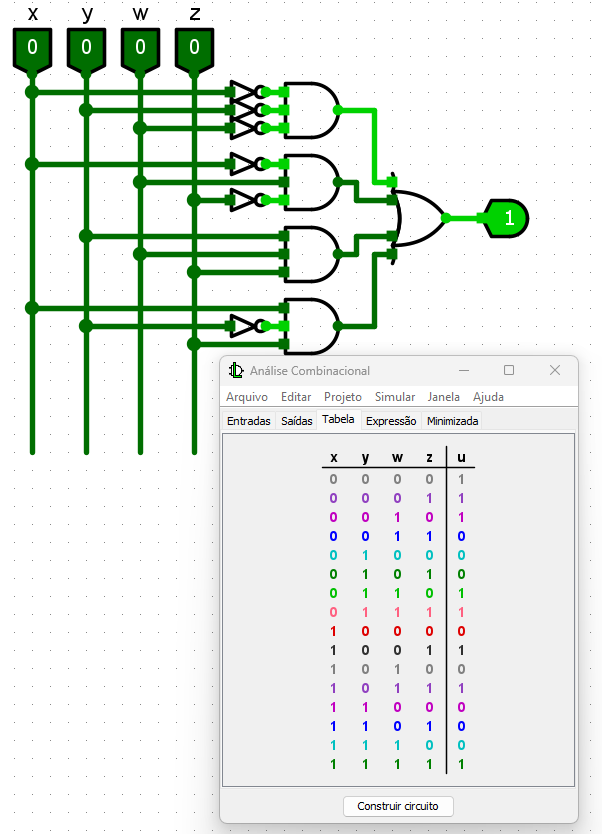 x y w z
0 0 0 0
1
Análise Combinacional
Arquivo Editar Projeto Simular Janela Ajuda
Entradas Saídas Tabela Expressão Minimizada
x y w z u
0 0 0 0 1
0 0 0 1 1
0 0 1 0 1
0 0 1 1 0
0 1 0 0 0
0 1 0 1 0
0 1 1 0 1
0 1 1 1 1
1 0 0 0 0
1 0 0 1 1
1 0 1 0 0
1 0 1 1 1
1 1 0 0 0
1 1 0 1 0
1 1 1 0 0
1 1 1 1 1
Construir circuito